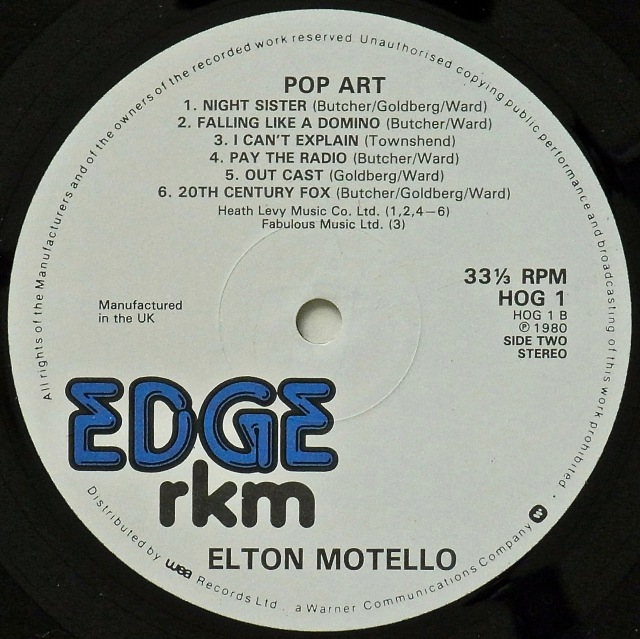 All rights of the Manufacturers and of the owners of the recorded work reserved. Unauthorised copying public performance and broadcasting of this work prohibited.
POP ART
1. NIGHT SISTER (Butcher/Goldberg/Ward)
2. FALLING LIKE A DOMINO (Butcher/Ward)
3. I CAN'T EXPLAIN (Townshend)
4. PAY THE RADIO (Butcher/Ward)
5. OUT CAST (Goldberg/Ward)
6. 20TH CENTURY FOX (Butcher/Goldberg/Ward)
Heath Levy Music Co. Ltd. (1,2,4–6)
Fabulous Music Ltd. (3)
Manufactured
in the UK
33⅓ RPM
HOG 1
HOG 1 B
℗ 1980
SIDE TWO
STEREO
EDGE
rkm
ELTON MOTELLO
Distributed by wea Records Ltd. a Warner Communications Company